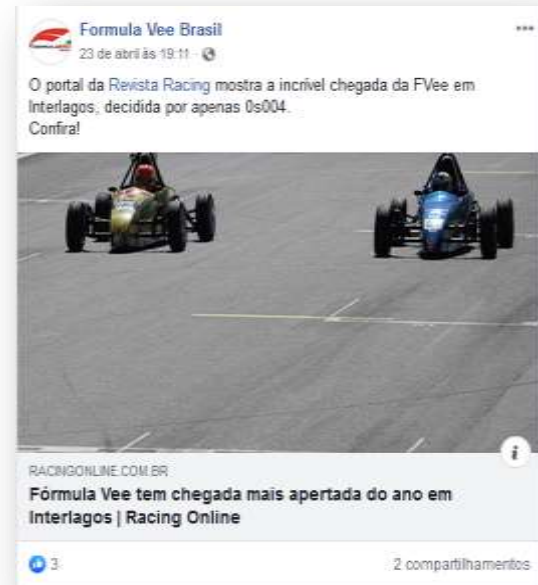 Formula Vee Brasil
23 de abril às 19:11 ·
O portal da Revista Racing mostra a incrível chegada da FVee em
Interlagos, decidida por apenas 0s004.
Confira!
RACINGONLINE.COM.BR
Fórmula Vee tem chegada mais apertada do ano em
Interlagos | Racing Online
3
2 compartilhamentos